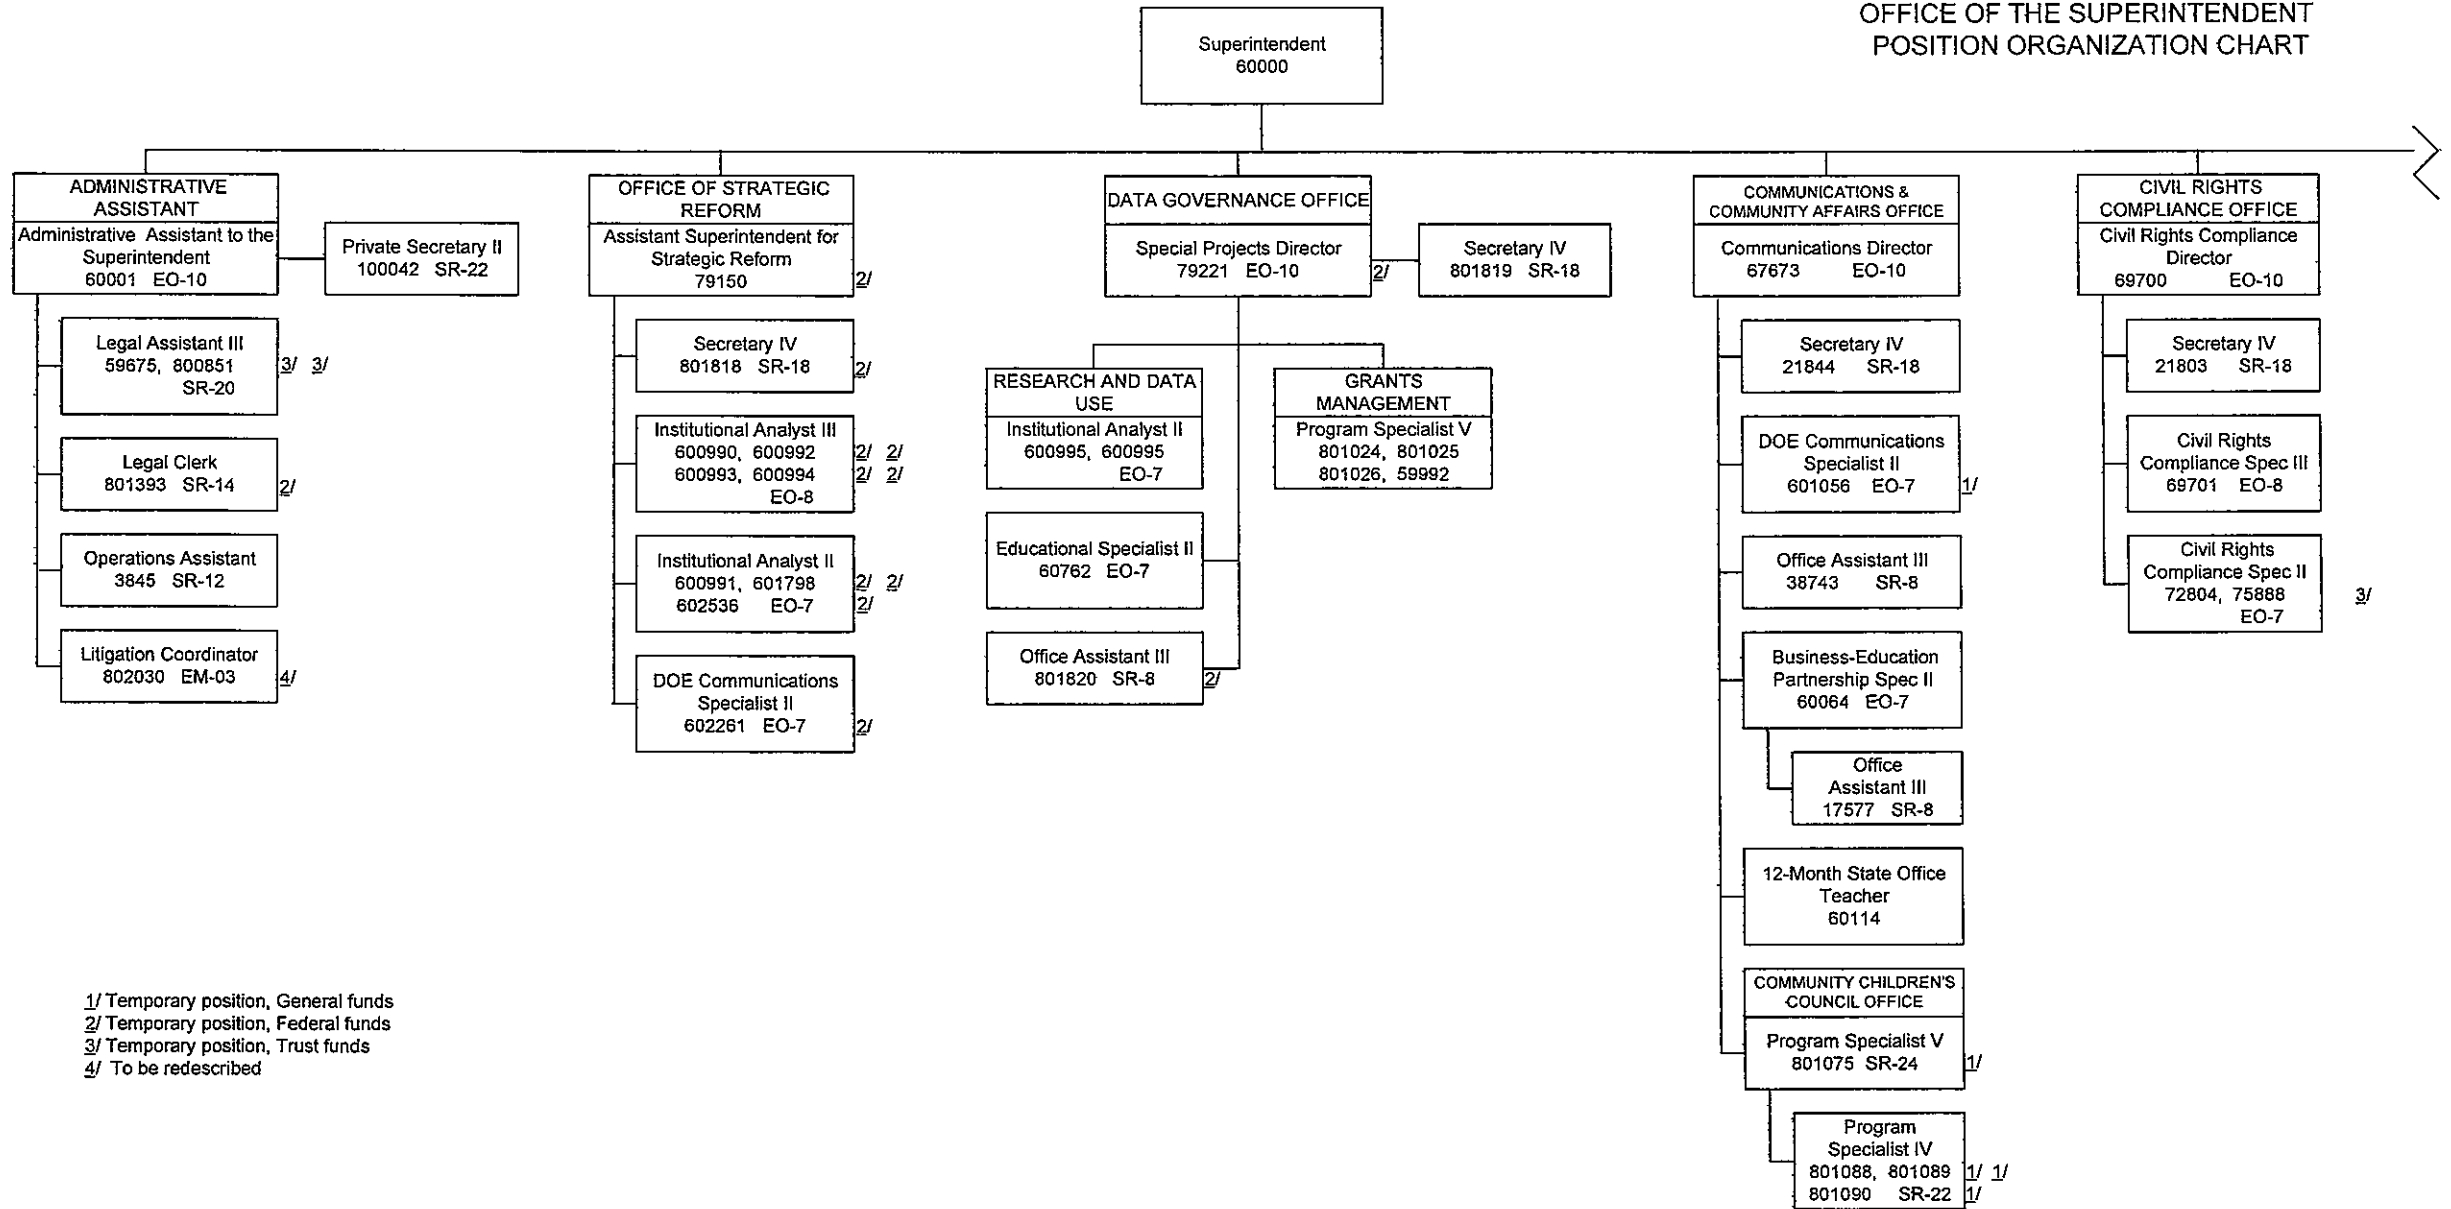 OFFICE OF THE SUPERINTENDENT
POSITION ORGANIZATION CHART
Superintendent
60000
ADMINISTRATIVE
ASSISTANT
Administrative Assistant to the
Superintendent
60001 EO-10
Private Secretary II
100042 SR-22
Legal Assistant III
59675, 800851 3/ 3/
SR-20
Legal Clerk
801393 SR-14 2/
Operations Assistant
3845 SR-12
Litigation Coordinator
802030 EM-03 4/
OFFICE OF STRATEGIC
REFORM
Assistant Superintendent for
Strategic Reform
79150 2/
Secretary IV
801818 SR-18 2/
Institutional Analyst III
600990, 600992 2/ 2/
600993, 600994 2/ 2/
EO-8
Institutional Analyst II
600991, 601798 2/ 2/
602536 EO-7 2/
DOE Communications
Specialist II
602261 EO-7 2/
DATA GOVERNANCE OFFICE
Special Projects Director
79221 EO-10 2/
Secretary IV
801819 SR-18
RESEARCH AND DATA
USE
Institutional Analyst II
600995, 600995
EO-7
GRANTS
MANAGEMENT
Program Specialist V
801024, 801025
801026, 59992
Educational Specialist II
60762 EO-7
Office Assistant III
801820 SR-8 2/
COMMUNICATIONS &
COMMUNITY AFFAIRS OFFICE
Communications Director
67673 EO-10
Secretary IV
21844 SR-18
DOE Communications
Specialist II
601056 EO-7 1/
Office Assistant III
38743 SR-8
Business-Education
Partnership Spec II
60064 EO-7
Office
Assistant III
17577 SR-8
12-Month State Office
Teacher
60114
COMMUNITY CHILDREN'S
COUNCIL OFFICE
Program Specialist V
801075 SR-24 1/
Program
Specialist IV
801088, 801089 1/ 1/
801090 SR-22 1/
CIVIL RIGHTS
COMPLIANCE OFFICE
Civil Rights Compliance
Director
69700 EO-10
Secretary IV
21803 SR-18
Civil Rights
Compliance Spec III
69701 EO-8
Civil Rights
Compliance Spec II
72804, 75888 3/
EO-7
1/ Temporary position, General funds
2/ Temporary position, Federal funds
3/ Temporary position, Trust funds
4/ To be redescribed